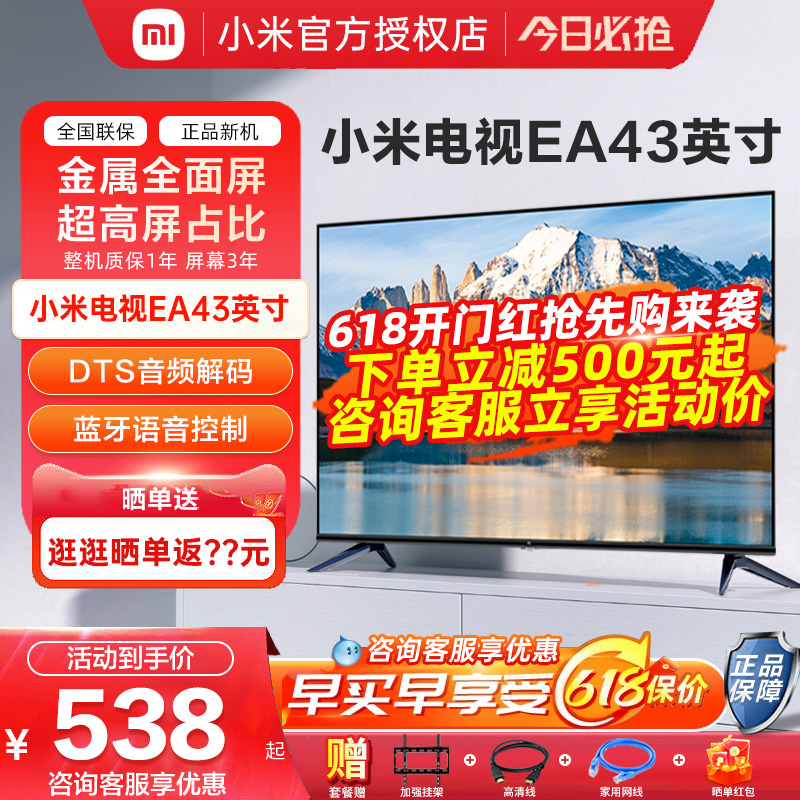 小米官方授权店
今日必抢
全国联保
正品新机
金属全面屏
超高屏占比
整机质保1年 屏幕3年
小米电视EA43英寸
DTS音频解码
蓝牙语音控制
晒单送
逛逛晒单返??元
小米电视EA43英寸
618开门红抢先购来袭
下单立减500元起
咨询客服立享活动价
活动到手价
¥538起
咨询客服享优惠
咨询客服享优惠
早买早享受
618保价
正品
保障
赠
套餐赠
加强挂架
+
高清线
+
家用网线
+
晒单红包